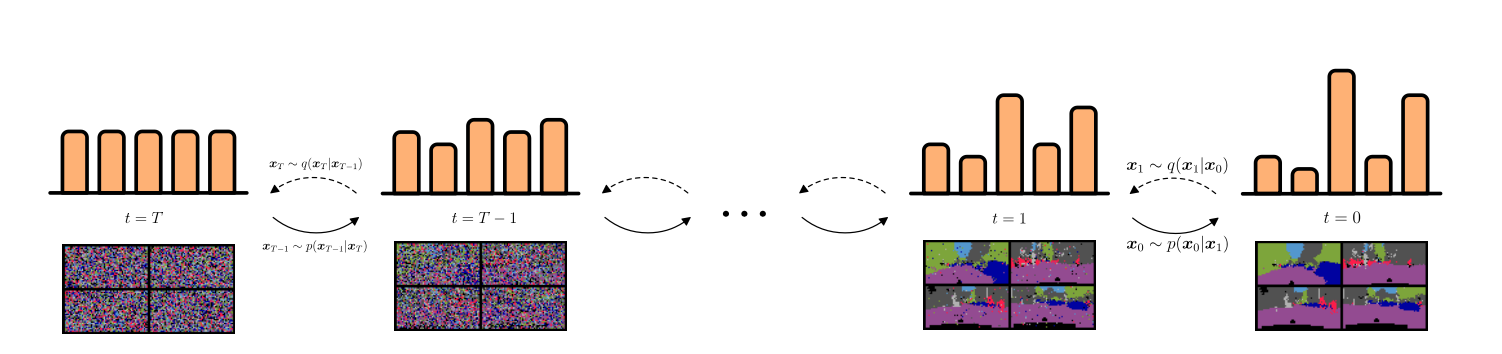 𝒙_T ∼ q(𝒙_T|𝒙_{T−1})
𝒙_1 ∼ q(𝒙_1|𝒙_0)
t = T
t = T − 1
• • •
t = 1
t = 0
𝒙_{T−1} ∼ p(𝒙_{T−1}|𝒙_T)
𝒙_0 ∼ p(𝒙_0|𝒙_1)